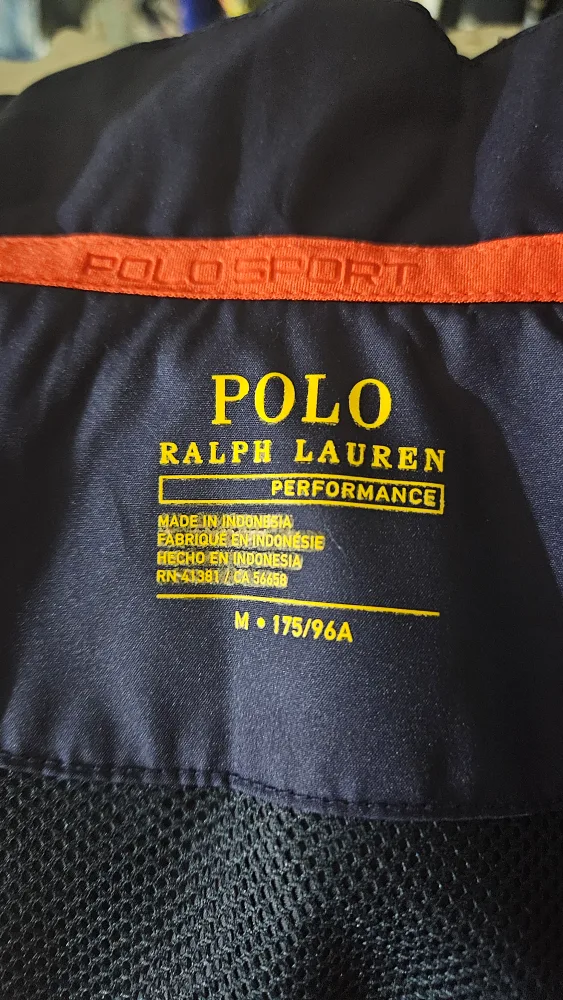 POLO SPORT
POLO
RALPH LAUREN
PERFORMANCE
MADE IN INDONESIA
FABRIQUÉ EN INDONÉSIE
HECHO EN INDONESIA
RN 41381 / CA 56658
M • 175/96A